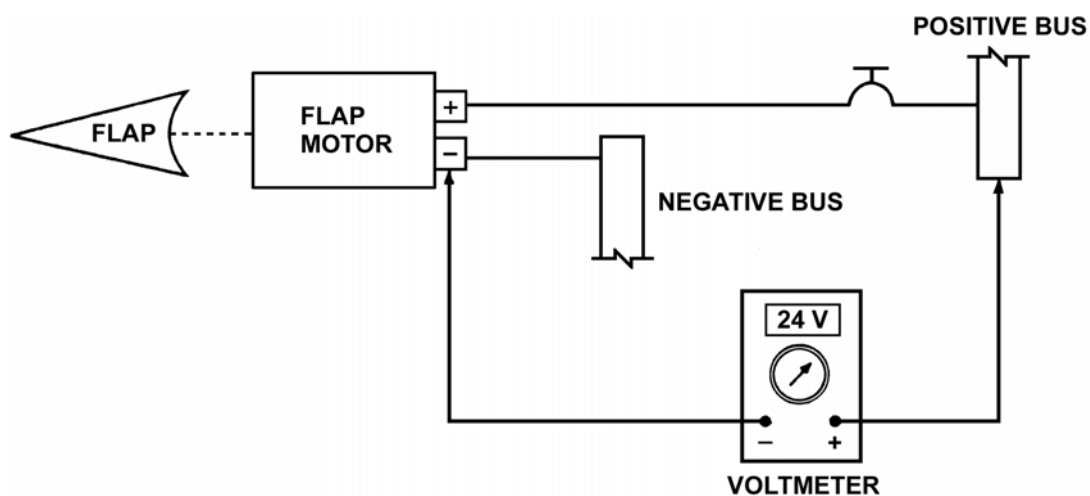 POSITIVE BUS
FLAP
FLAP
MOTOR
+
−
NEGATIVE BUS
24 V
− +
VOLTMETER